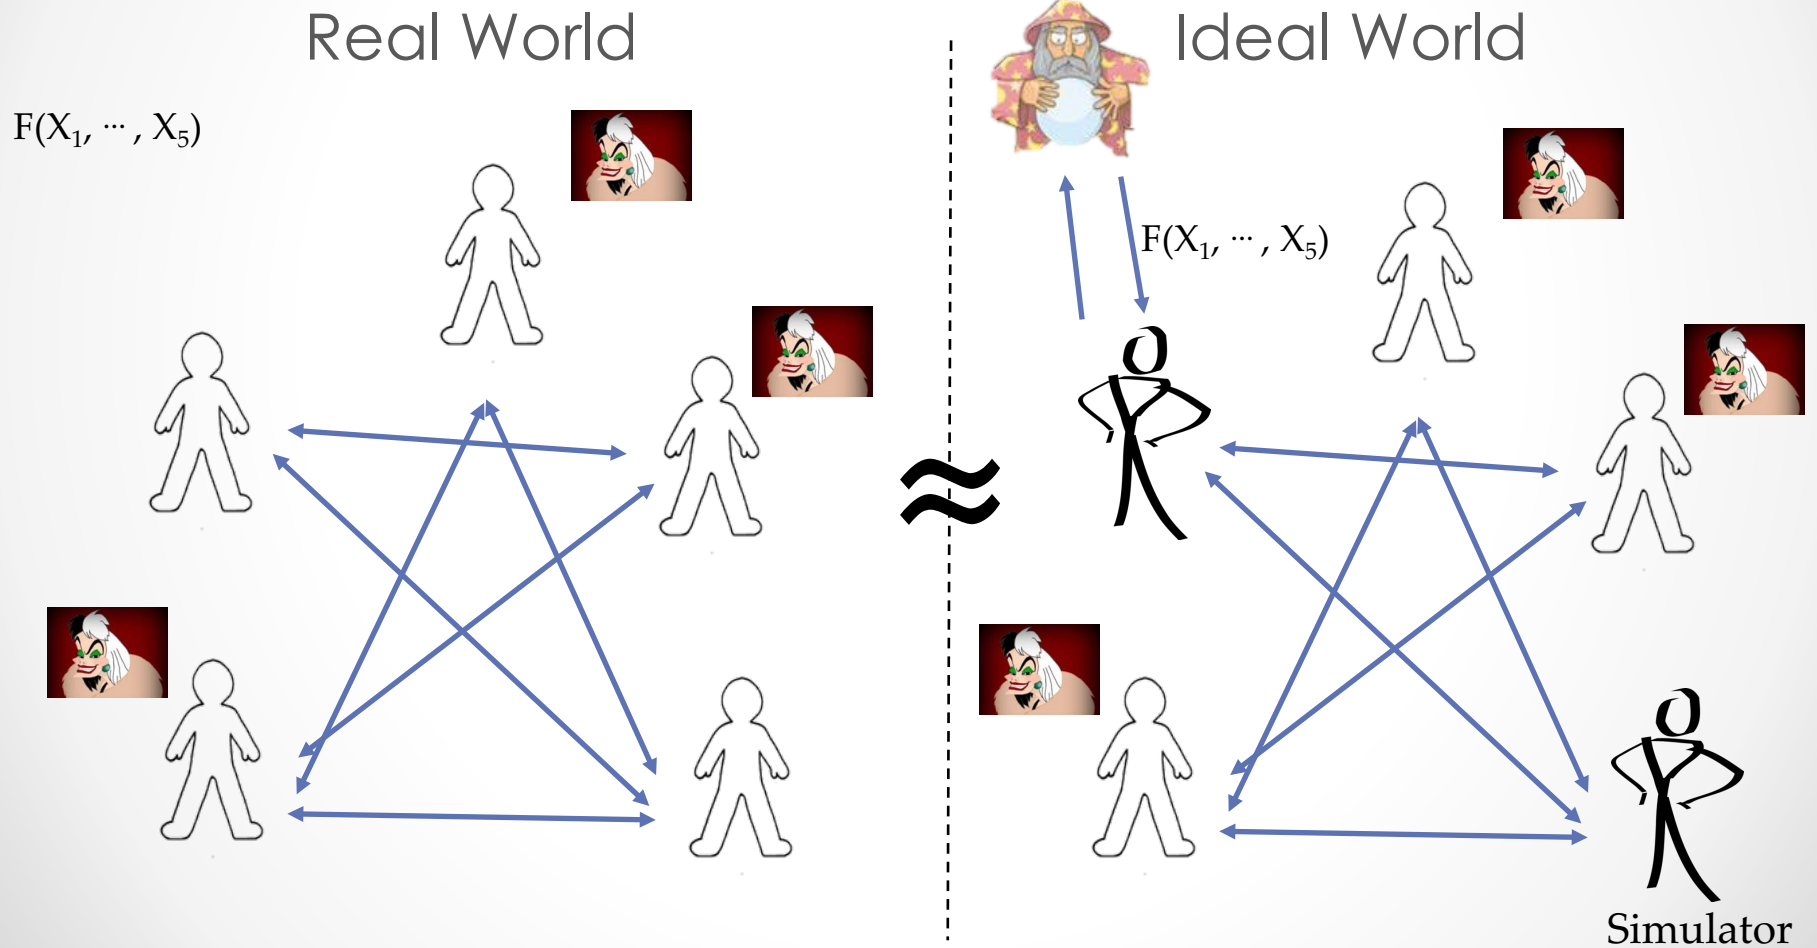 Real World
Ideal World
F(X₁, ··· , X₅)
F(X₁, ··· , X₅)
≈
Simulator